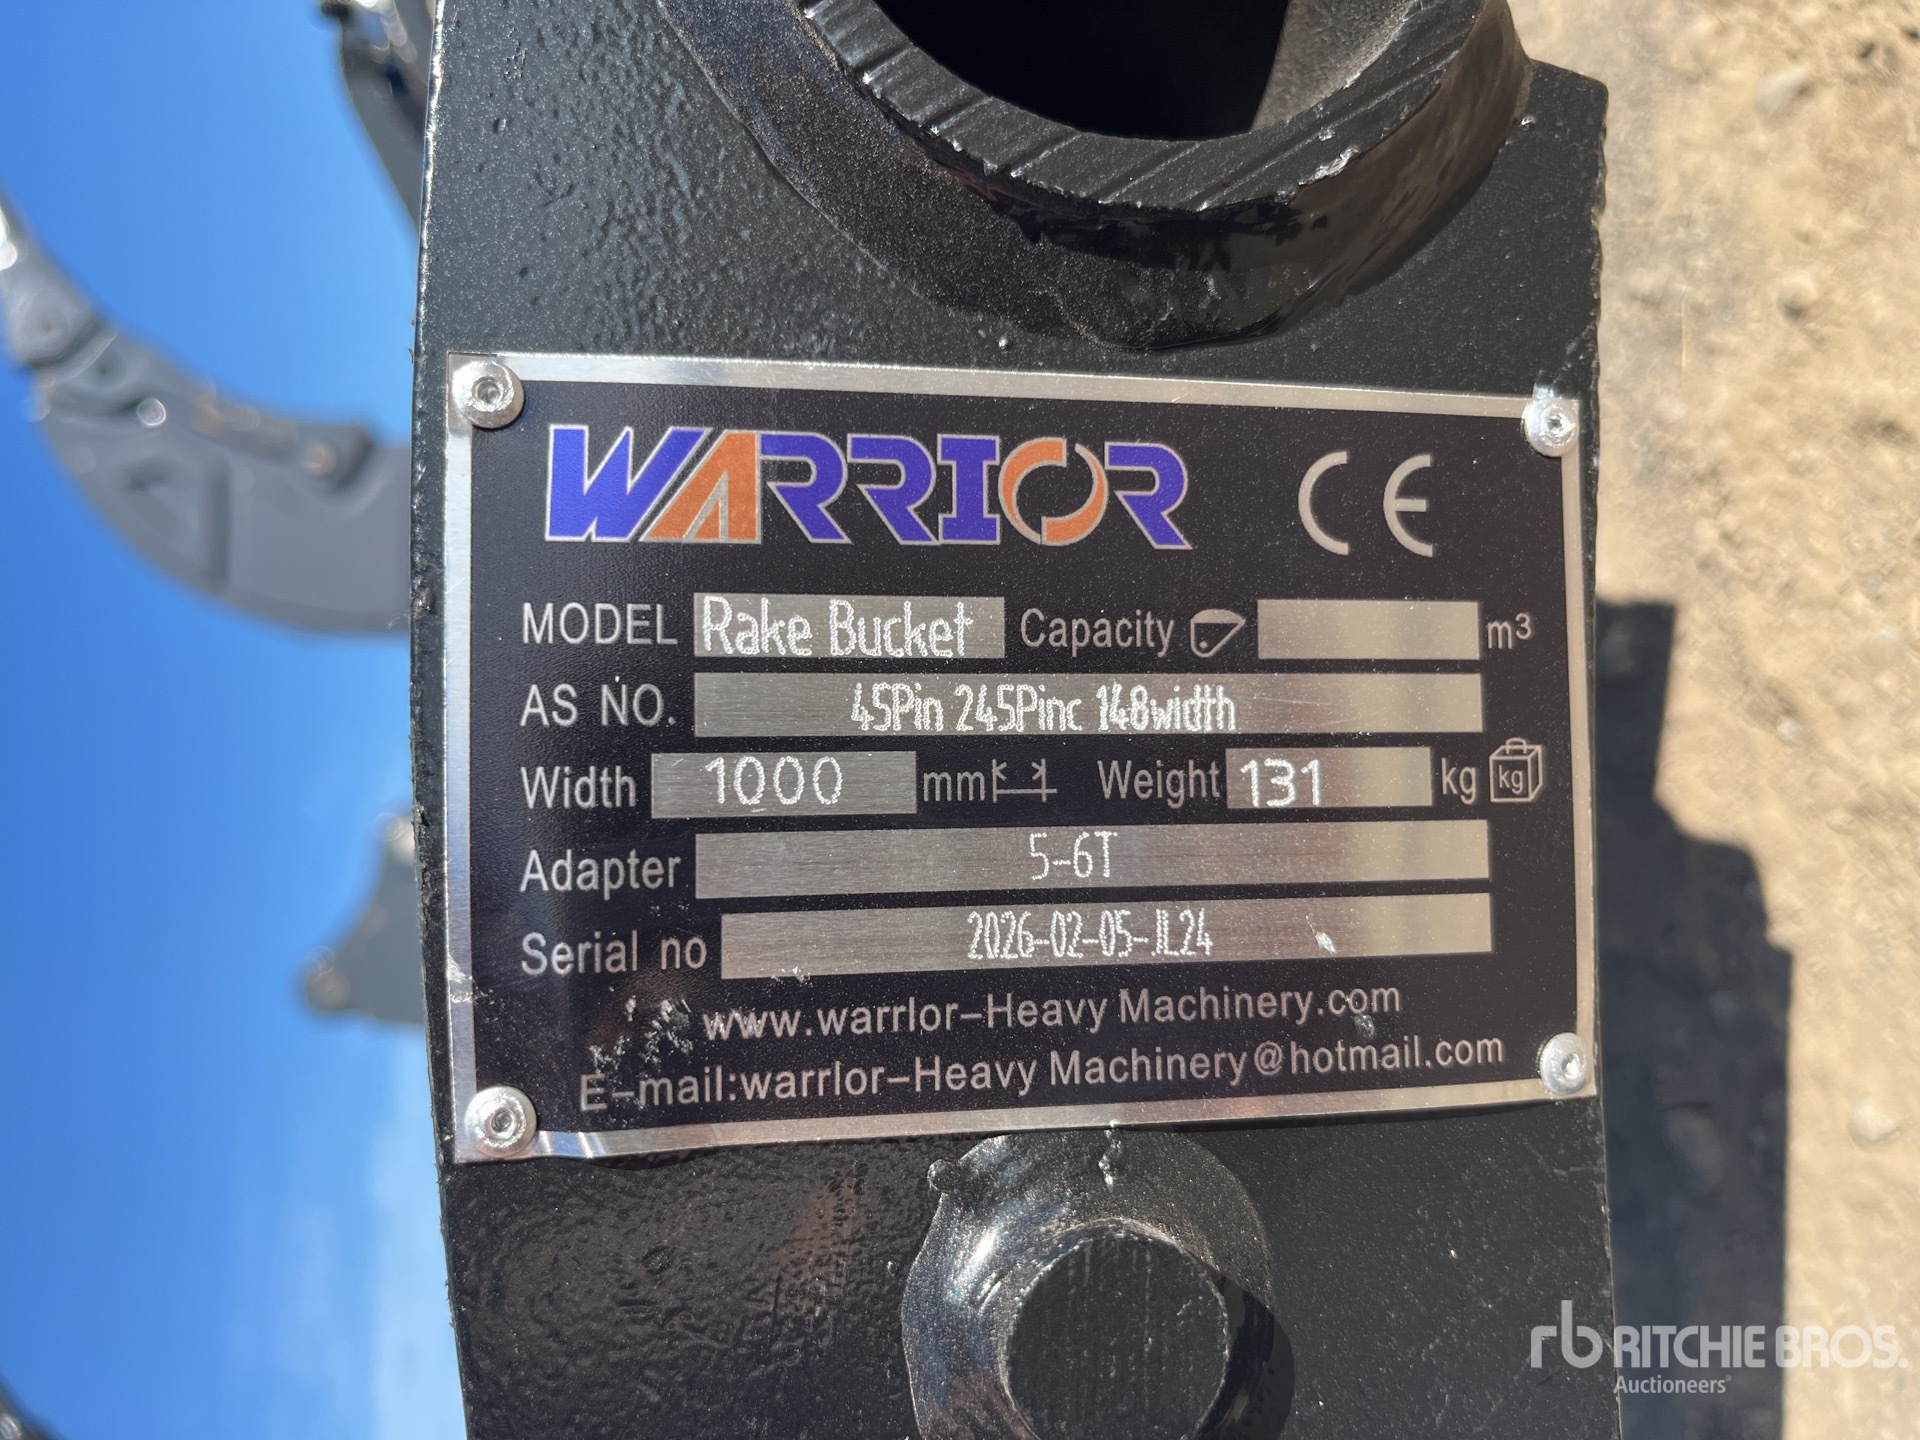 WARRIOR CE
MODEL Rake Bucket Capacity m³
AS NO. 45Pin 245Pinc 148width
Width 1000 mm Weight 131 kg kg
Adapter 5-6T
Serial no 2026-02-05-JL24
www.warrlor-Heavy Machinery.com
E-mail:warrlor-Heavy Machinery@hotmail.com
rb RITCHIE BROS.
Auctioneers